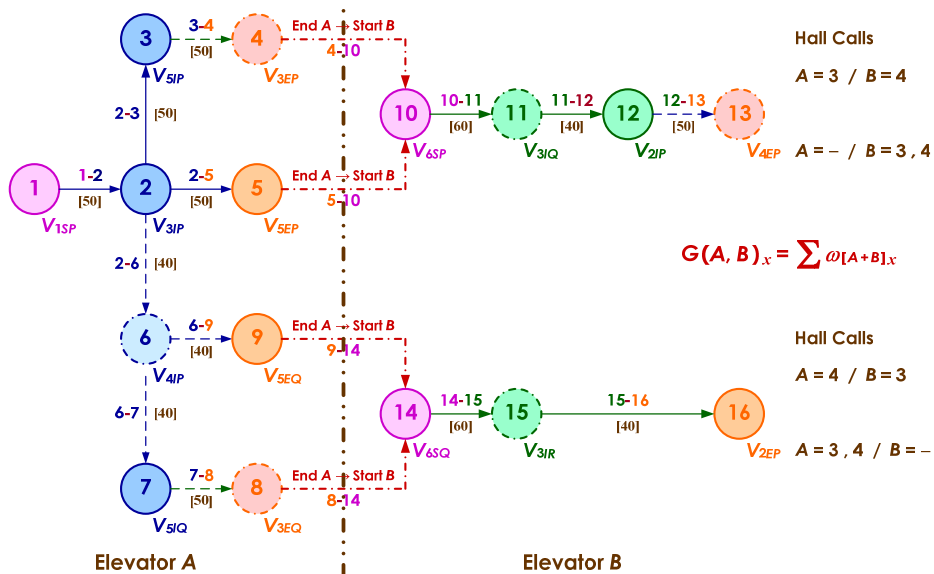 3
V5IP
3-4
[50]
4
V3EP
End A → Start B
4-10
2-3
[50]
1
V1SP
1-2
[50]
2
V3IP
2-5
[50]
5
V5EP
End A → Start B
5-10
2-6
[40]
6
V4IP
6-9
[40]
9
V5EQ
End A → Start B
9-14
6-7
[40]
7
V5IQ
7-8
[50]
8
V3EQ
End A → Start B
8-14
Elevator A
10
V6SP
10-11
[60]
11
V3IQ
11-12
[40]
12
V2IP
12-13
[50]
13
V4EP
14
V6SQ
14-15
[60]
15
V3IR
15-16
[40]
16
V2EP
Elevator B
Hall Calls
A = 3 / B = 4
A = – / B = 3 , 4
G(A, B)x = ∑ ω[A+B]x
Hall Calls
A = 4 / B = 3
A = 3, 4 / B = –